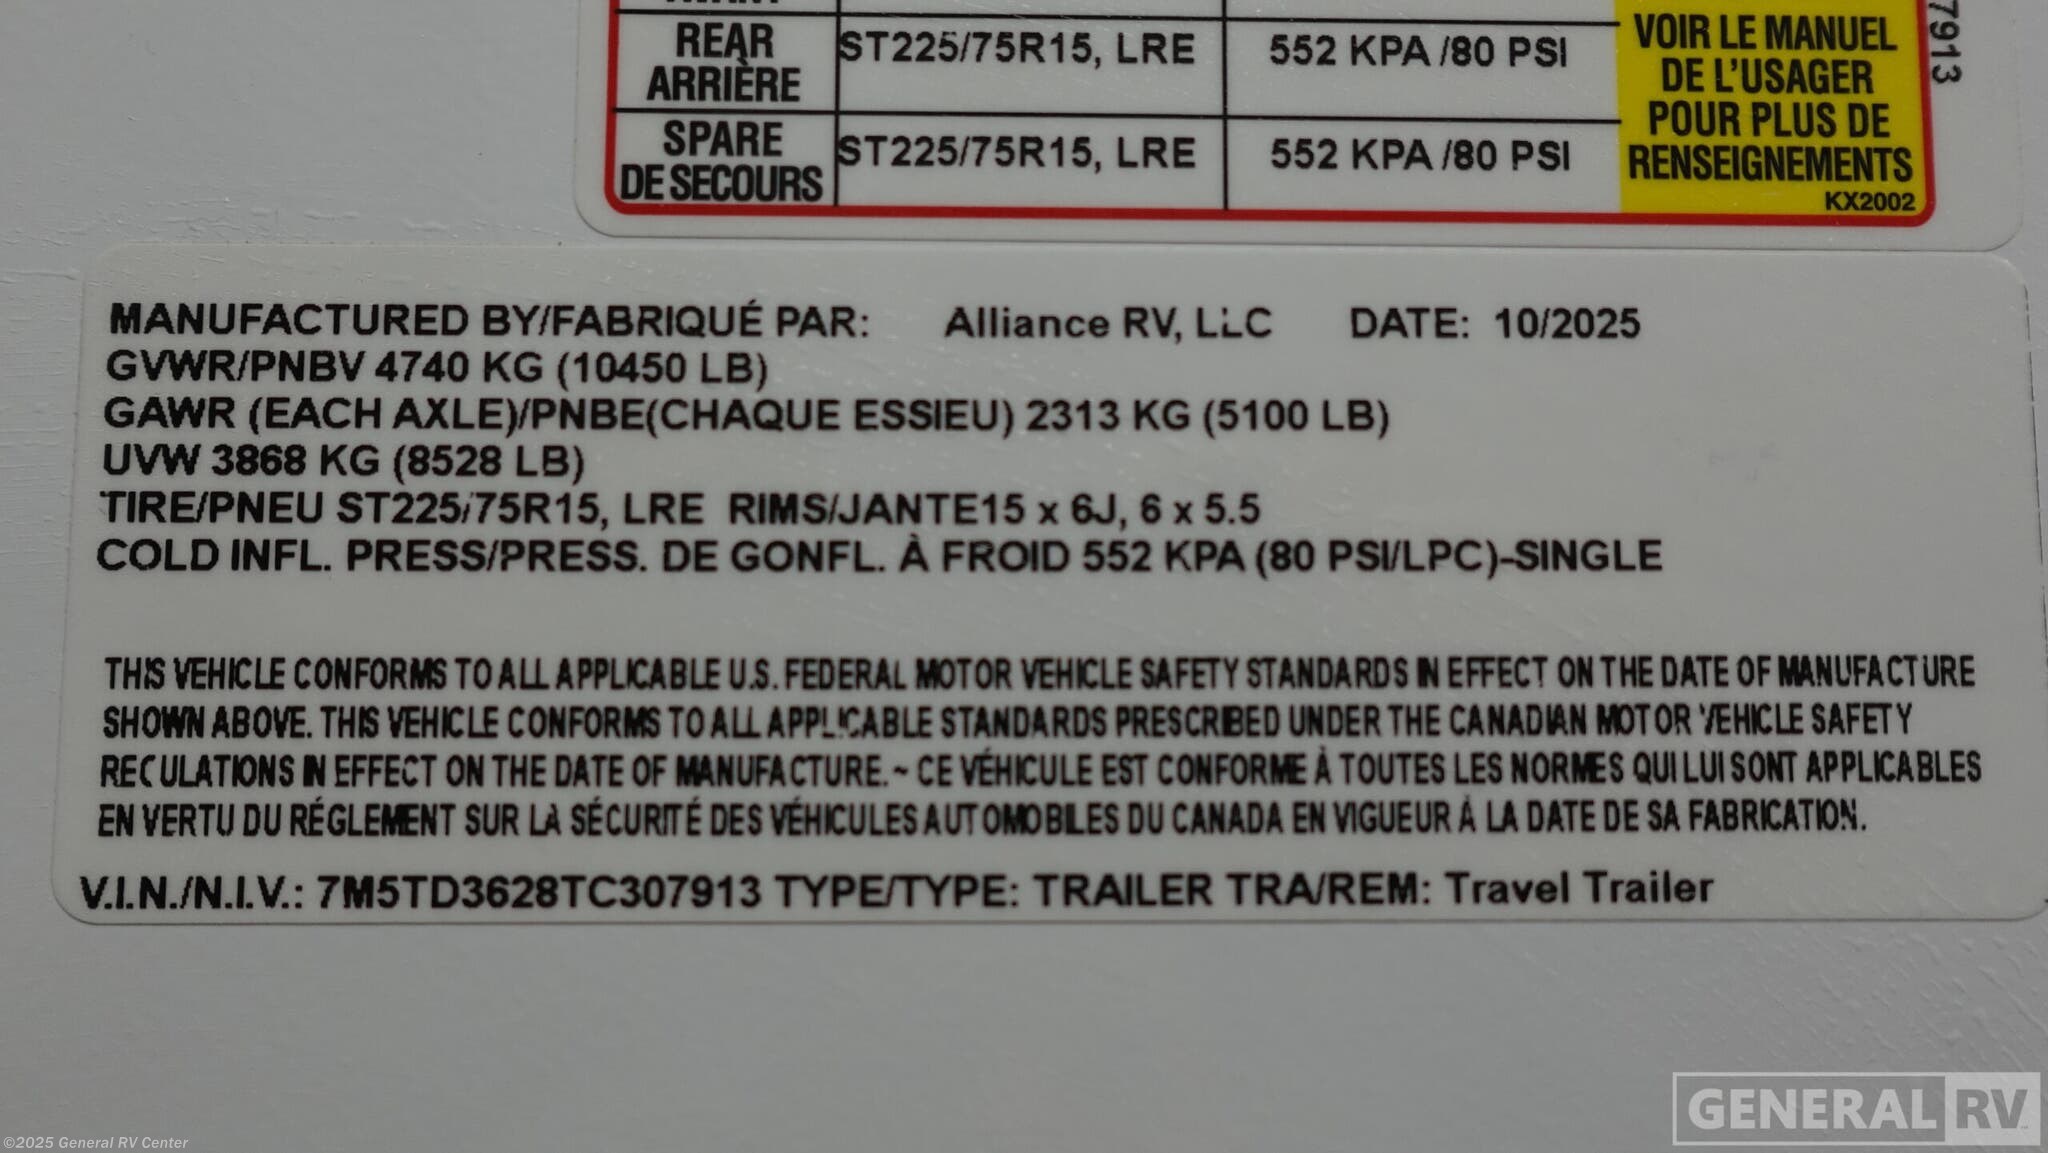 REAR
ARRIÈRE
ST225/75R15, LRE
552 KPA /80 PSI
SPARE
DE SECOURS
ST225/75R15, LRE
552 KPA /80 PSI
VOIR LE MANUEL
DE L'USAGER
POUR PLUS DE
RENSEIGNEMENTS
KX2002
7913
MANUFACTURED BY/FABRIQUÉ PAR: Alliance RV, LLC DATE: 10/2025
GVWR/PNBV 4740 KG (10450 LB)
GAWR (EACH AXLE)/PNBE(CHAQUE ESSIEU) 2313 KG (5100 LB)
UVW 3868 KG (8528 LB)
TIRE/PNEU ST225/75R15, LRE RIMS/JANTE15 x 6J, 6 x 5.5
COLD INFL. PRESS/PRESS. DE GONFL. À FROID 552 KPA (80 PSI/LPC)-SINGLE
THIS VEHICLE CONFORMS TO ALL APPLICABLE U.S. FEDERAL MOTOR VEHICLE SAFETY STANDARDS IN EFFECT ON THE DATE OF MANUFACTURE
SHOWN ABOVE. THIS VEHICLE CONFORMS TO ALL APPLICABLE STANDARDS PRESCRIBED UNDER THE CANADIAN MOTOR VEHICLE SAFETY
REGULATIONS IN EFFECT ON THE DATE OF MANUFACTURE. ~ CE VÉHICULE EST CONFORME À TOUTES LES NORMES QUI LUI SONT APPLICABLES
EN VERTU DU RÉGLEMENT SUR LA SÉCURITÉ DES VÉHICULES AUTOMOBILES DU CANADA EN VIGUEUR À LA DATE DE SA FABRICATION.
V.I.N./N.I.V.: 7M5TD3628TC307913 TYPE/TYPE: TRAILER TRA/REM: Travel Trailer
GENERAL RV
©2025 General RV Center